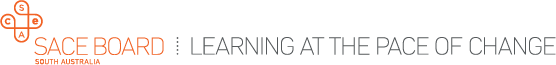 S
C e
A
SACE BOARD LEARNING AT THE PACE OF CHANGE
SOUTH AUSTRALIA